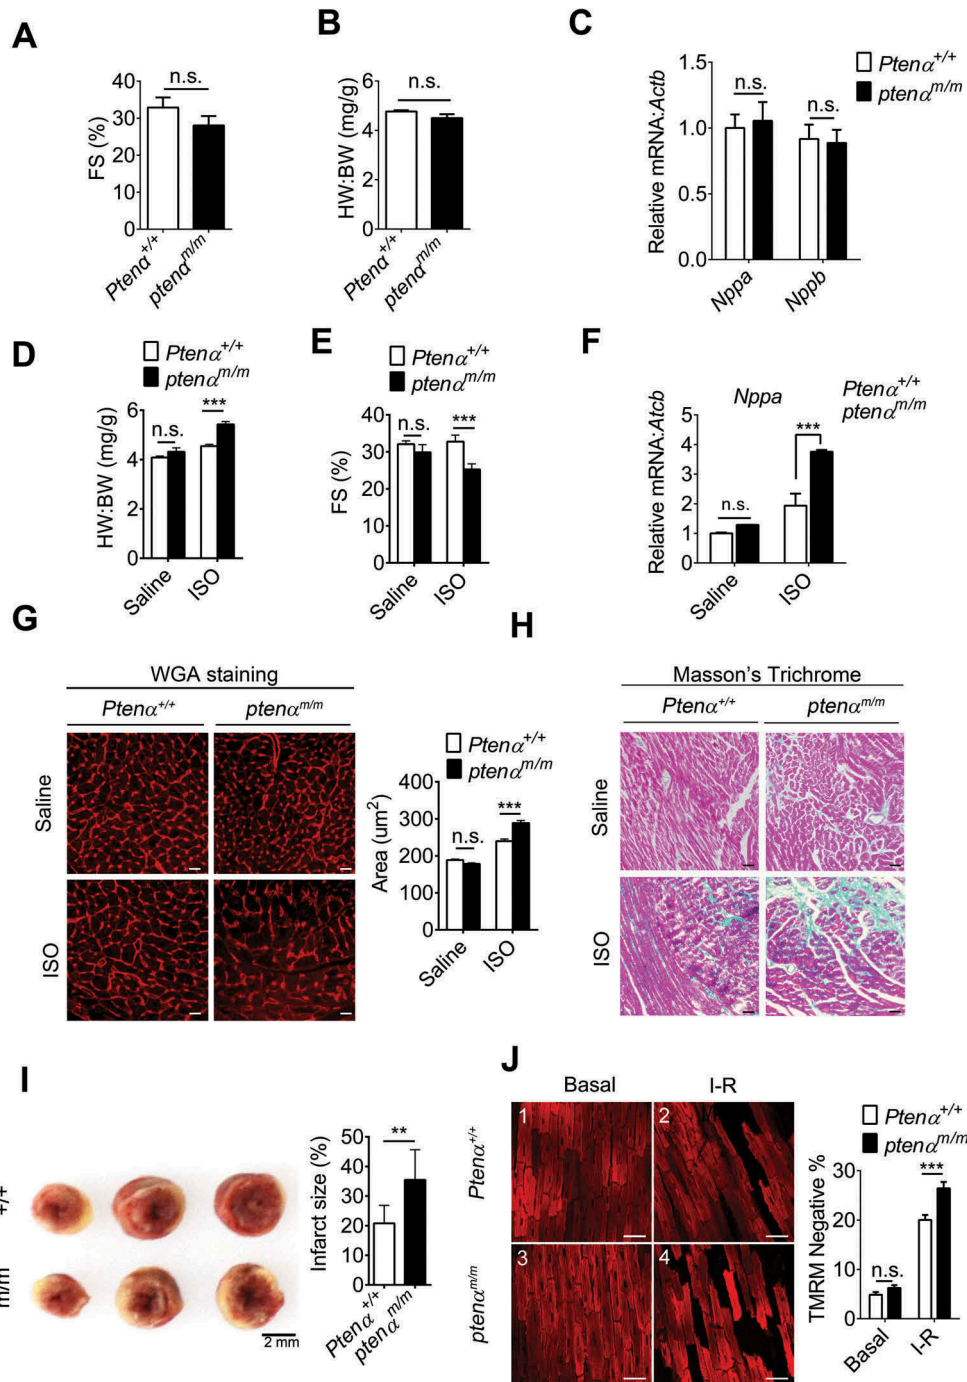 A
n.s.
FS (%)
40
30
20
10
0
Ptenα+/+
ptenαm/m
B
n.s.
HW:BW (mg/g)
6
4
2
0
Ptenα+/+
ptenαm/m
C
Ptenα+/+
ptenαm/m
n.s.
n.s.
Relative mRNA:Actb
1.5
1.0
0.5
0.0
Nppa
Nppb
D
Ptenα+/+
ptenαm/m
n.s.
***
HW:BW (mg/g)
6
4
2
0
Saline
ISO
E
Ptenα+/+
ptenαm/m
n.s.
***
FS (%)
40
30
20
10
0
Saline
ISO
F
Nppa
Ptenα+/+
ptenαm/m
n.s.
***
Relative mRNA:Atcb
5
4
3
2
1
0
Saline
ISO
G
WGA staining
Ptenα+/+
ptenαm/m
Saline
ISO
Ptenα+/+
ptenαm/m
n.s.
***
Area (um2)
400
300
200
100
0
Saline
ISO
H
Masson's Trichrome
Ptenα+/+
ptenαm/m
Saline
ISO
I
+/+
m/m
2 mm
**
Infarct size (%)
50
40
30
20
10
0
Ptenα+/+
ptenαm/m
J
Basal
I-R
Ptenα+/+
ptenαm/m
1
2
3
4
Ptenα+/+
ptenαm/m
n.s.
***
TMRM Negative %
30
20
10
0
Basal
I-R